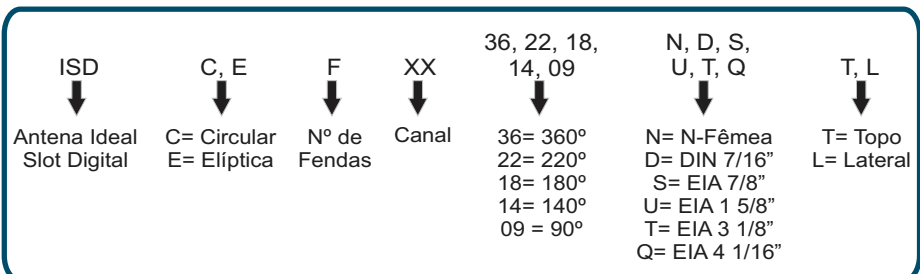 ISD
C, E
F
XX
36, 22, 18,
14, 09
N, D, S,
U, T, Q
T, L
Antena Ideal
Slot Digital
C= Circular
E= Elíptica
Nº de
Fendas
Canal
36= 360º
22= 220º
18= 180º
14= 140º
09 = 90º
N= N-Fêmea
D= DIN 7/16”
S= EIA 7/8”
U= EIA 1 5/8”
T= EIA 3 1/8”
Q= EIA 4 1/16”
T= Topo
L= Lateral